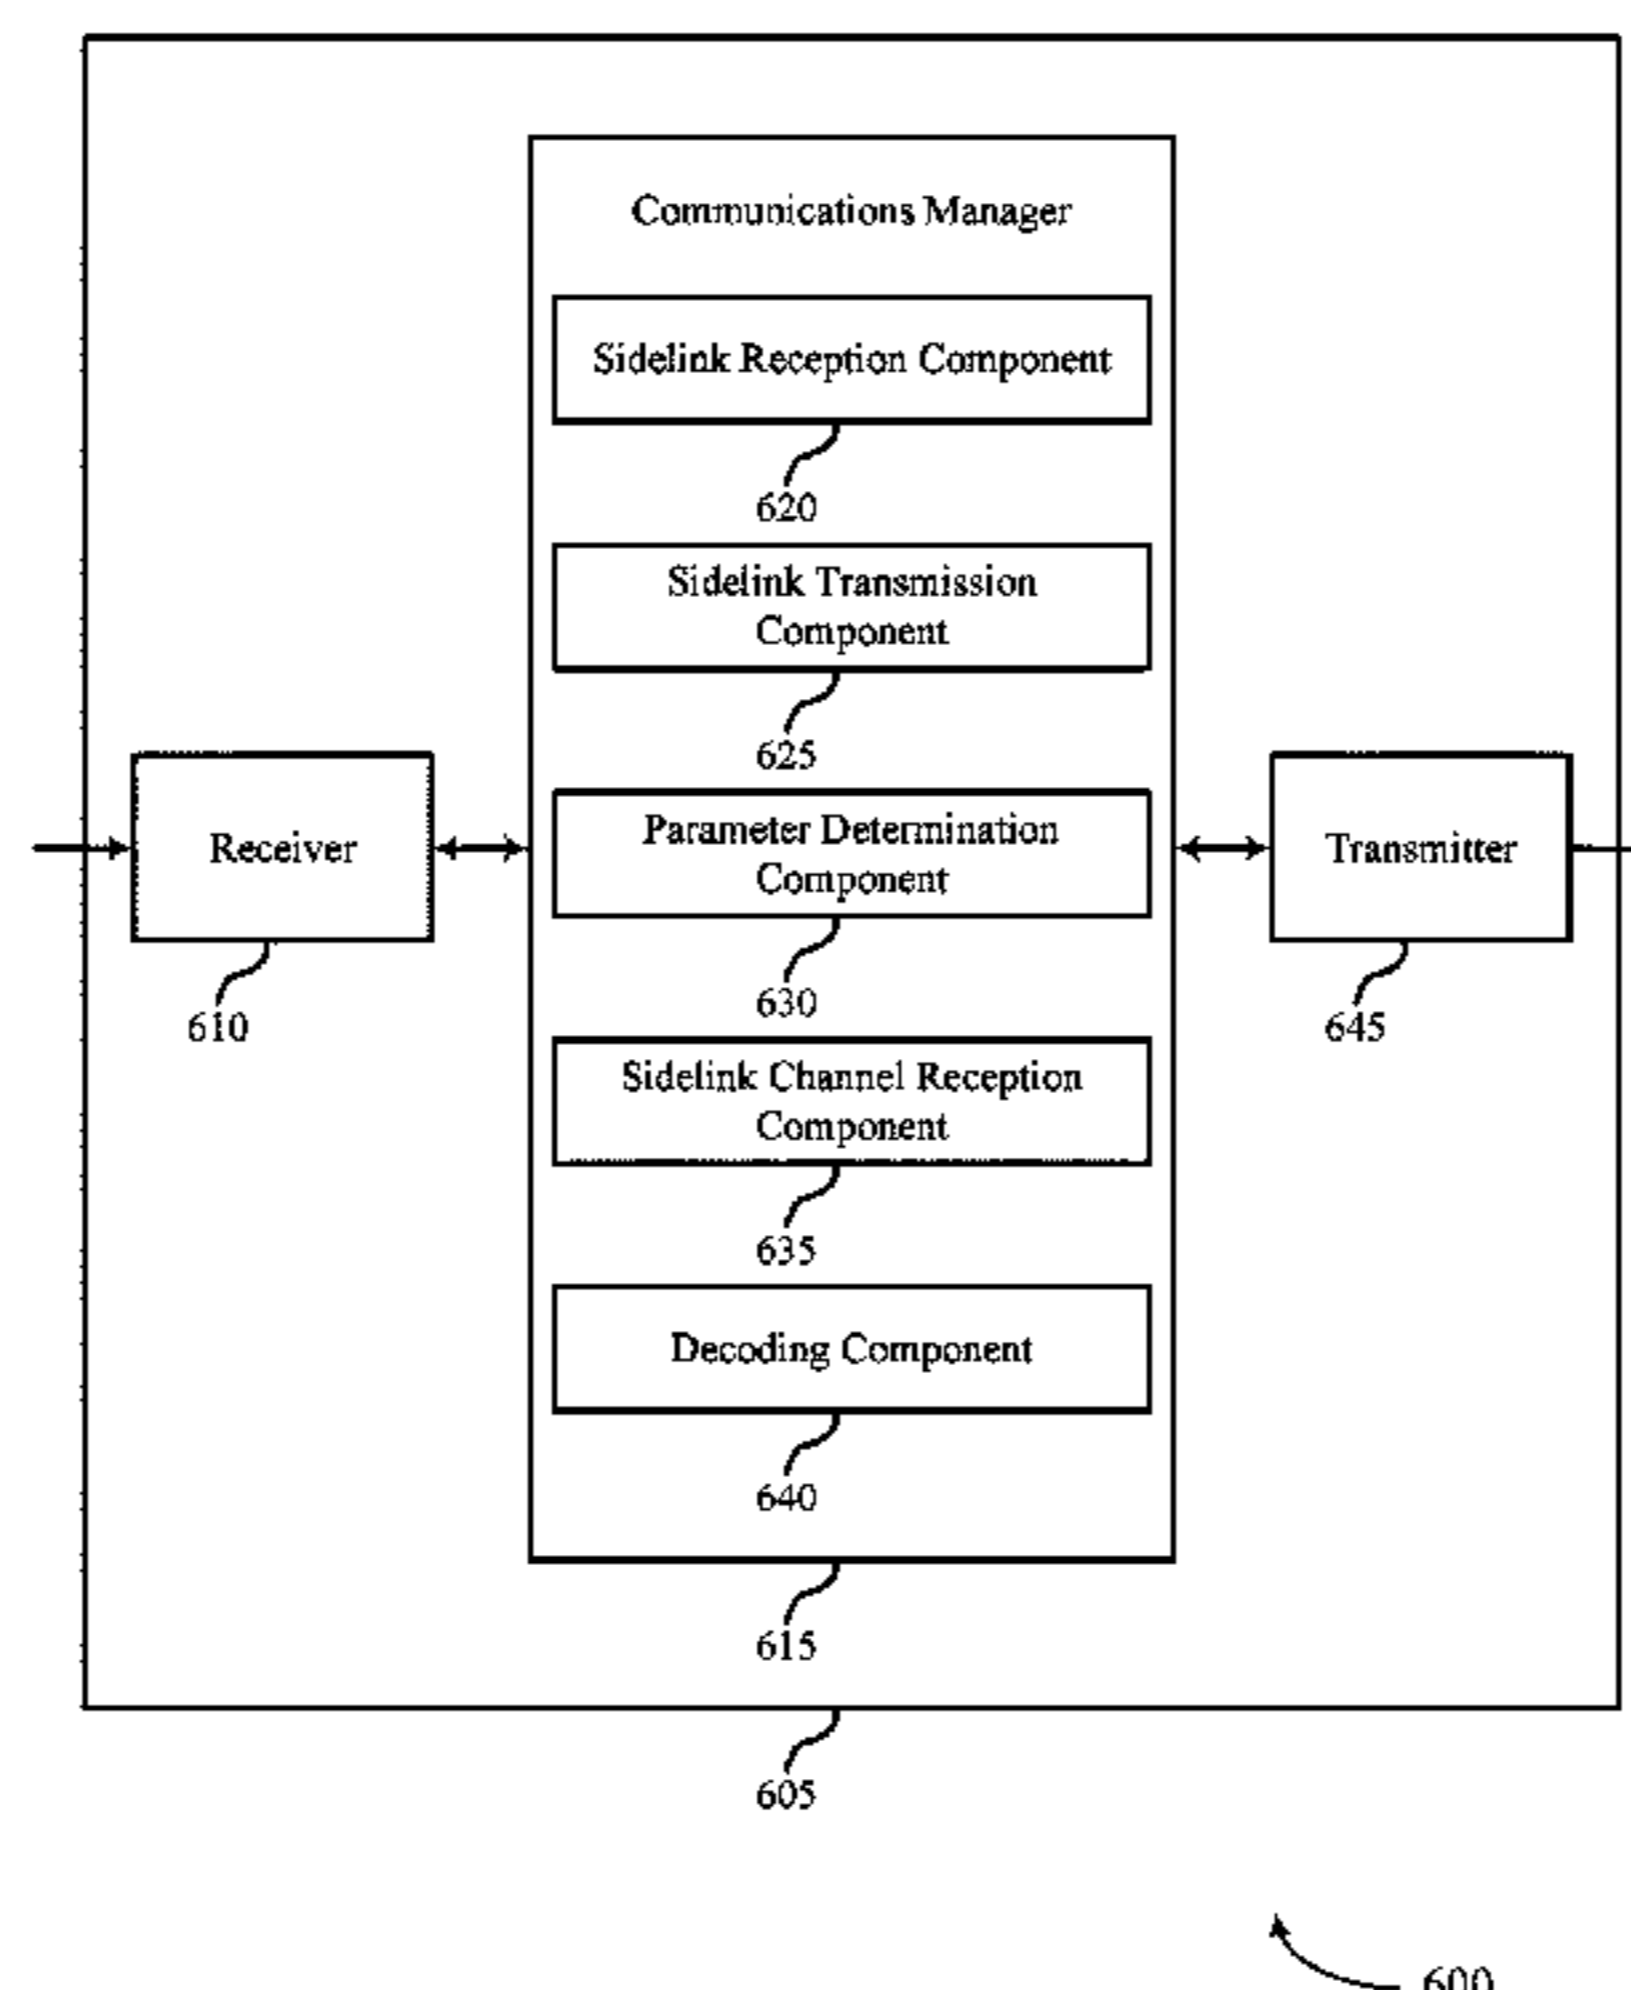 Communications Manager
Sidelink Reception Component
620
Sidelink Transmission
Component
625
Parameter Determination
Component
630
Receiver
610
Transmitter
645
Sidelink Channel Reception
Component
635
Decoding Component
640
615
605
600